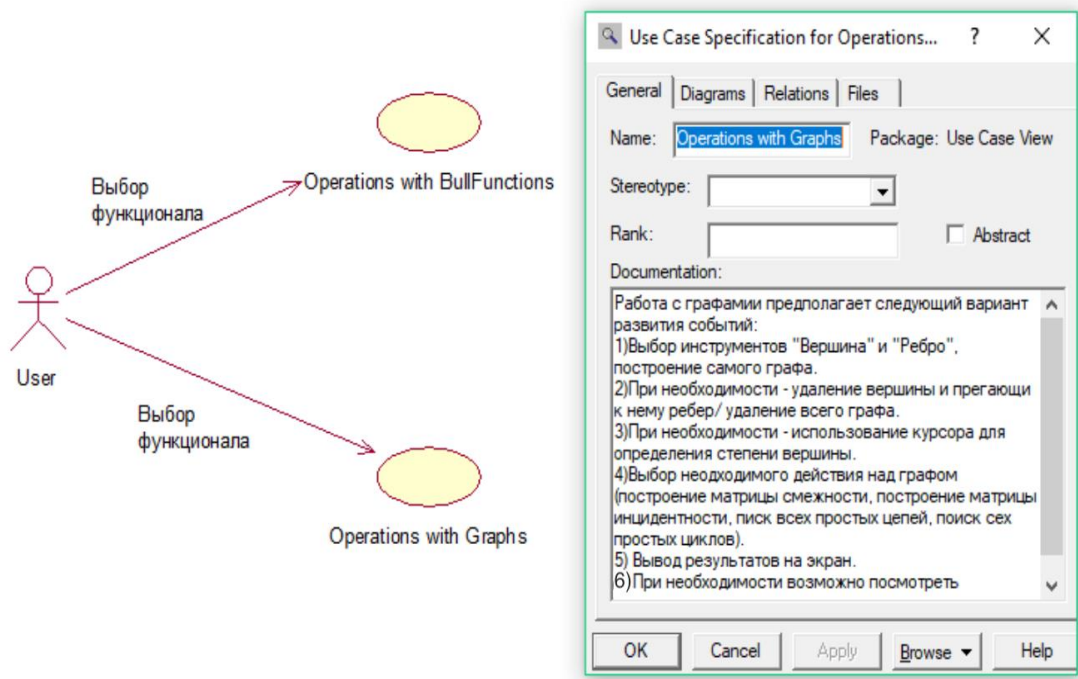 Выбор
функционала
Operations with BullFunctions
User
Выбор
функционала
Operations with Graphs
Use Case Specification for Operations... ? X
General Diagrams Relations Files
Name: Operations with Graphs Package: Use Case View
Stereotype:
Rank: Abstract
Documentation:
Работа с графамии предполагает следующий вариант
развития событий:
1)Выбор инструментов "Вершина" и "Ребро",
построение самого графа.
2)При необходимости - удаление вершины и прегающи
к нему ребер/ удаление всего графа.
3)При необходимости - использование курсора для
определения степени вершины.
4)Выбор неодходимого действия над графом
(построение матрицы смежности, построение матрицы
инцидентности, писк всех простых цепей, поиск сех
простых циклов).
5) Вывод результатов на экран.
6)При необходимости возможно посмотреть
OK Cancel Apply Browse Help